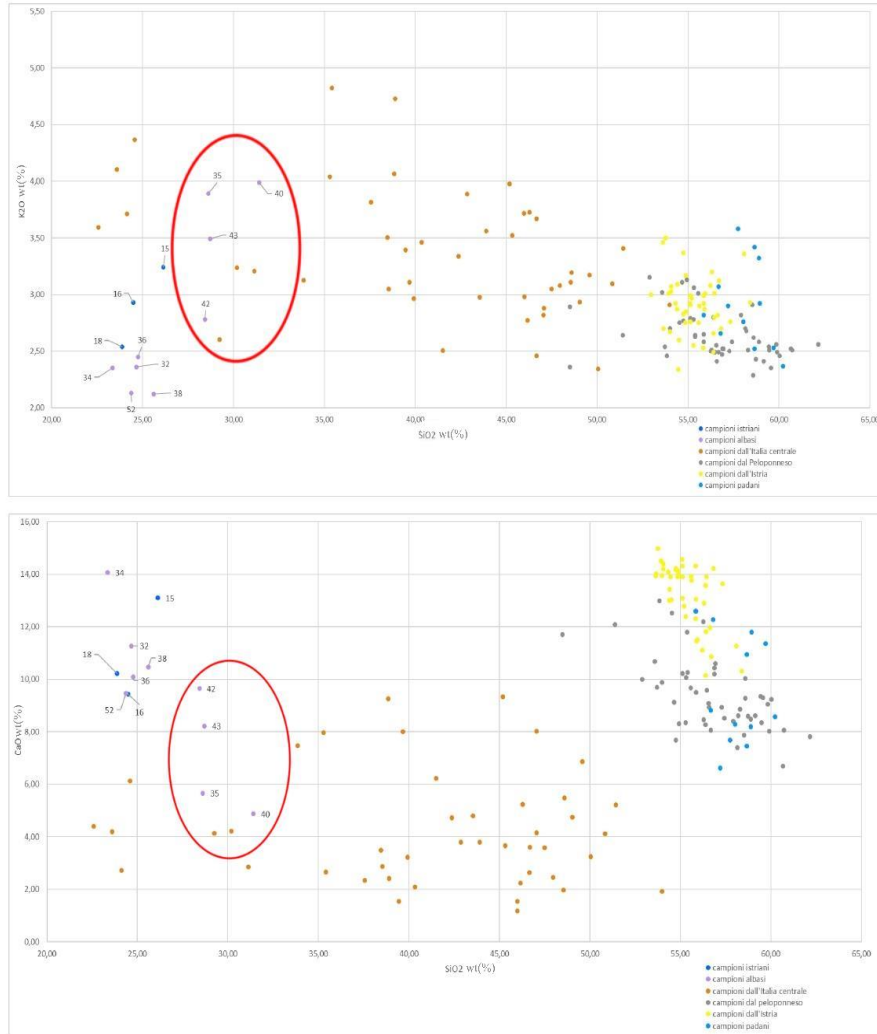 5,50
5,00
4,50
4,00
3,50
3,00
2,50
2,00
K2O wt(%)
35
40
43
15
16
42
18
36
32
34
52
38
20,00 25,00 30,00 35,00 40,00 45,00 50,00 55,00 60,00 65,00
SiO2 wt(%)
campioni istriani
campioni albasi
campioni dall'Italia centrale
campioni dal Peloponneso
campioni dall'Istria
campioni padani
16,00
14,00
12,00
10,00
8,00
6,00
4,00
2,00
0,00
CaO wt(%)
34
15
32
18
38
36
42
52
16
43
35
40
20,00 25,00 30,00 35,00 40,00 45,00 50,00 55,00 60,00 65,00
SiO2 wt(%)
campioni istriani
campioni albasi
campioni dall'Italia centrale
campioni dal peloponneso
campioni dall'Istria
campioni padani